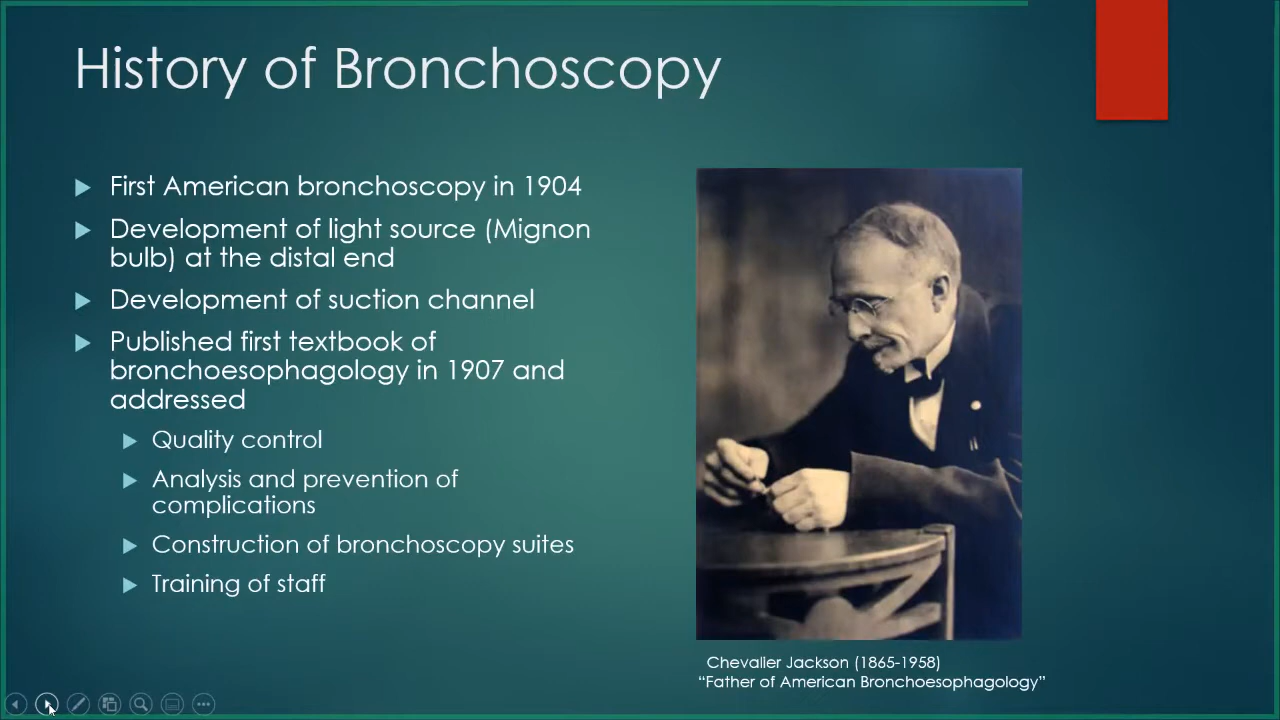 History of Bronchoscopy
First American bronchoscopy in 1904
Development of light source (Mignon
bulb) at the distal end
Development of suction channel
Published first textbook of
bronchoesophagology in 1907 and
addressed
Quality control
Analysis and prevention of
complications
Construction of bronchoscopy suites
Training of staff
Chevalier Jackson (1865-1958)
“Father of American Bronchoesophagology”